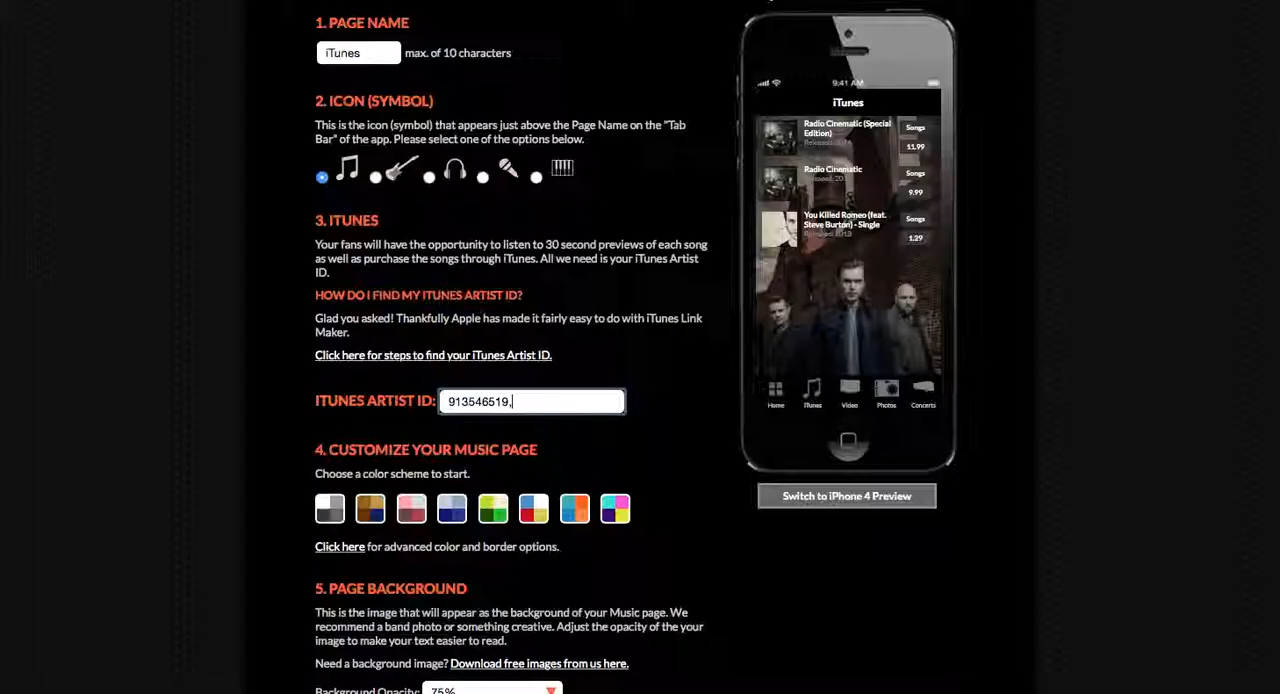 1. PAGE NAME
iTunes max. of 10 characters
2. ICON (SYMBOL)
This is the icon (symbol) that appears just above the Page Name on the "Tab
Bar" of the app. Please select one of the options below.
3. ITUNES
Your fans will have the opportunity to listen to 30 second previews of each song
as well as purchase the songs through iTunes. All we need is your iTunes Artist
ID.
HOW DO I FIND MY ITUNES ARTIST ID?
Glad you asked! Thankfully Apple has made it fairly easy to do with iTunes Link
Maker.
Click here for steps to find your iTunes Artist ID.
ITUNES ARTIST ID: 913546519,
4. CUSTOMIZE YOUR MUSIC PAGE
Choose a color scheme to start.
Click here for advanced color and border options.
5. PAGE BACKGROUND
This is the image that will appear as the background of your Music page. We
recommend a band photo or something creative. Adjust the opacity of the your
image to make your text easier to read.
Need a background image? Download free images from us here.
Background Opacity: 75%
9:41 AM
iTunes
Radio Cinematic (Special
Edition)
Songs
11.99
Radio Cinematic
Songs
9.99
You Killed Romeo (feat.
Steve Burton) - Single
Songs
1.29
Home iTunes Video Photos Concerts
Switch to iPhone 4 Preview